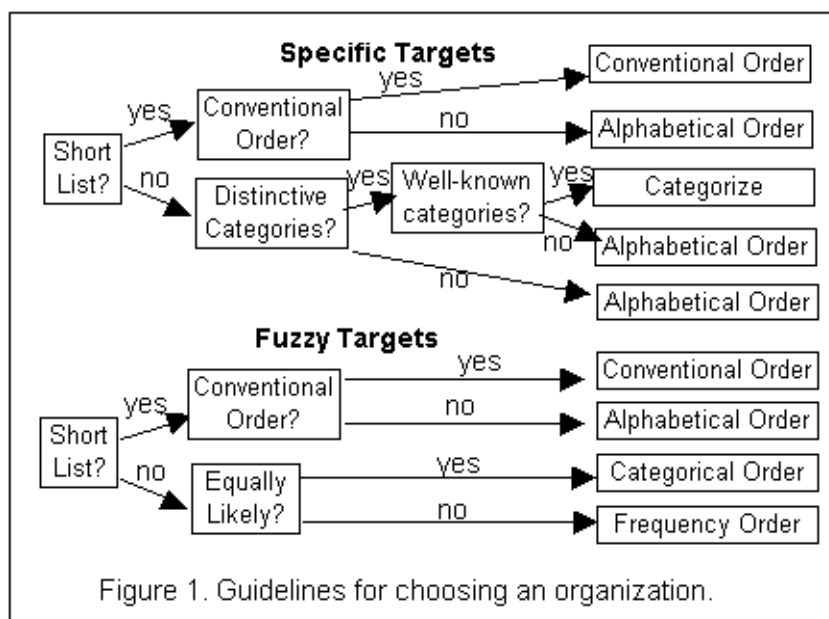 Specific Targets
Short
List?
yes
no
Conventional
Order?
yes
no
Conventional Order
Alphabetical Order
Distinctive
Categories?
yes
no
Well-known
categories?
yes
no
Categorize
Alphabetical Order
Alphabetical Order
Fuzzy Targets
Short
List?
yes
no
Conventional
Order?
yes
no
Conventional Order
Alphabetical Order
Equally
Likely?
yes
no
Categorical Order
Frequency Order
Figure 1. Guidelines for choosing an organization.